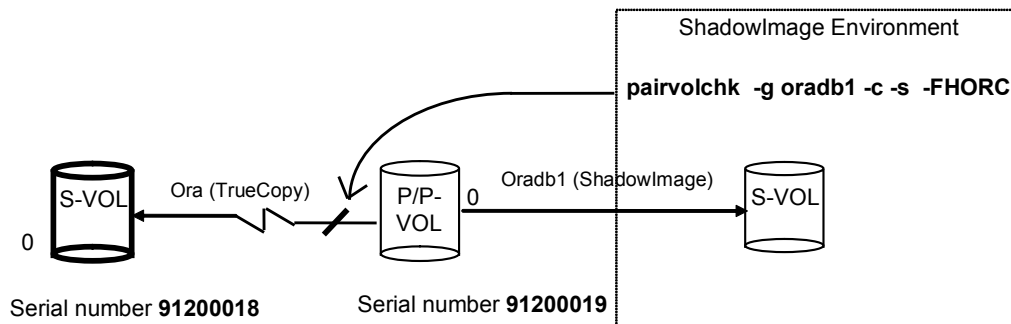 ShadowImage Environment
pairvolchk -g oradb1 -c -s -FHORC
Ora (TrueCopy)
Oradb1 (ShadowImage)
S-VOL
P/P-
VOL
0
S-VOL
0
Serial number 91200018
Serial number 91200019